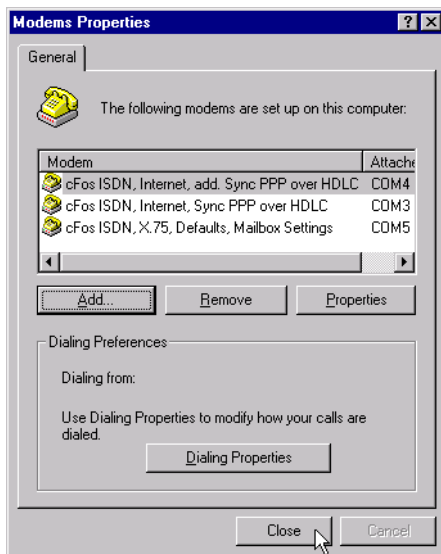 Modems Properties
General
The following modems are set up on this computer:
Modem Attache
cFos ISDN, Internet, add. Sync PPP over HDLC COM4
cFos ISDN, Internet, Sync PPP over HDLC COM3
cFos ISDN, X.75, Defaults, Mailbox Settings COM5
Add... Remove Properties
Dialing Preferences
Dialing from:
Use Dialing Properties to modify how your calls are
dialed.
Dialing Properties
Close Cancel